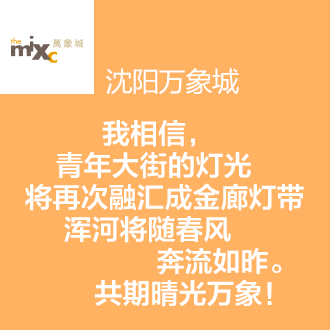 the
mixc 萬象城
沈阳万象城
我相信，
青年大街的灯光
将再次融汇成金廊灯带
浑河将随春风
奔流如昨。
共期晴光万象！